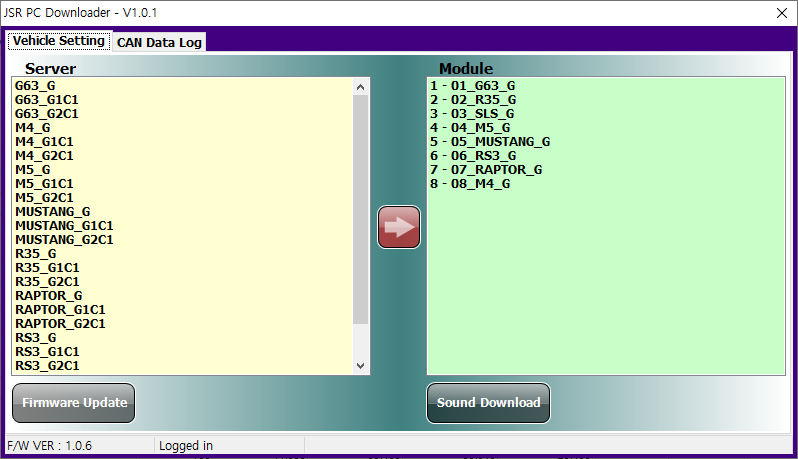 JSR PC Downloader - V1.0.1
Vehicle Setting
CAN Data Log
Server
G63_G
G63_G1C1
G63_G2C1
M4_G
M4_G1C1
M4_G2C1
M5_G
M5_G1C1
M5_G2C1
MUSTANG_G
MUSTANG_G1C1
MUSTANG_G2C1
R35_G
R35_G1C1
R35_G2C1
RAPTOR_G
RAPTOR_G1C1
RAPTOR_G2C1
RS3_G
RS3_G1C1
RS3_G2C1
Module
1 - 01_G63_G
2 - 02_R35_G
3 - 03_SLS_G
4 - 04_M5_G
5 - 05_MUSTANG_G
6 - 06_RS3_G
7 - 07_RAPTOR_G
8 - 08_M4_G
Firmware Update
Sound Download
F/W VER : 1.0.6
Logged in